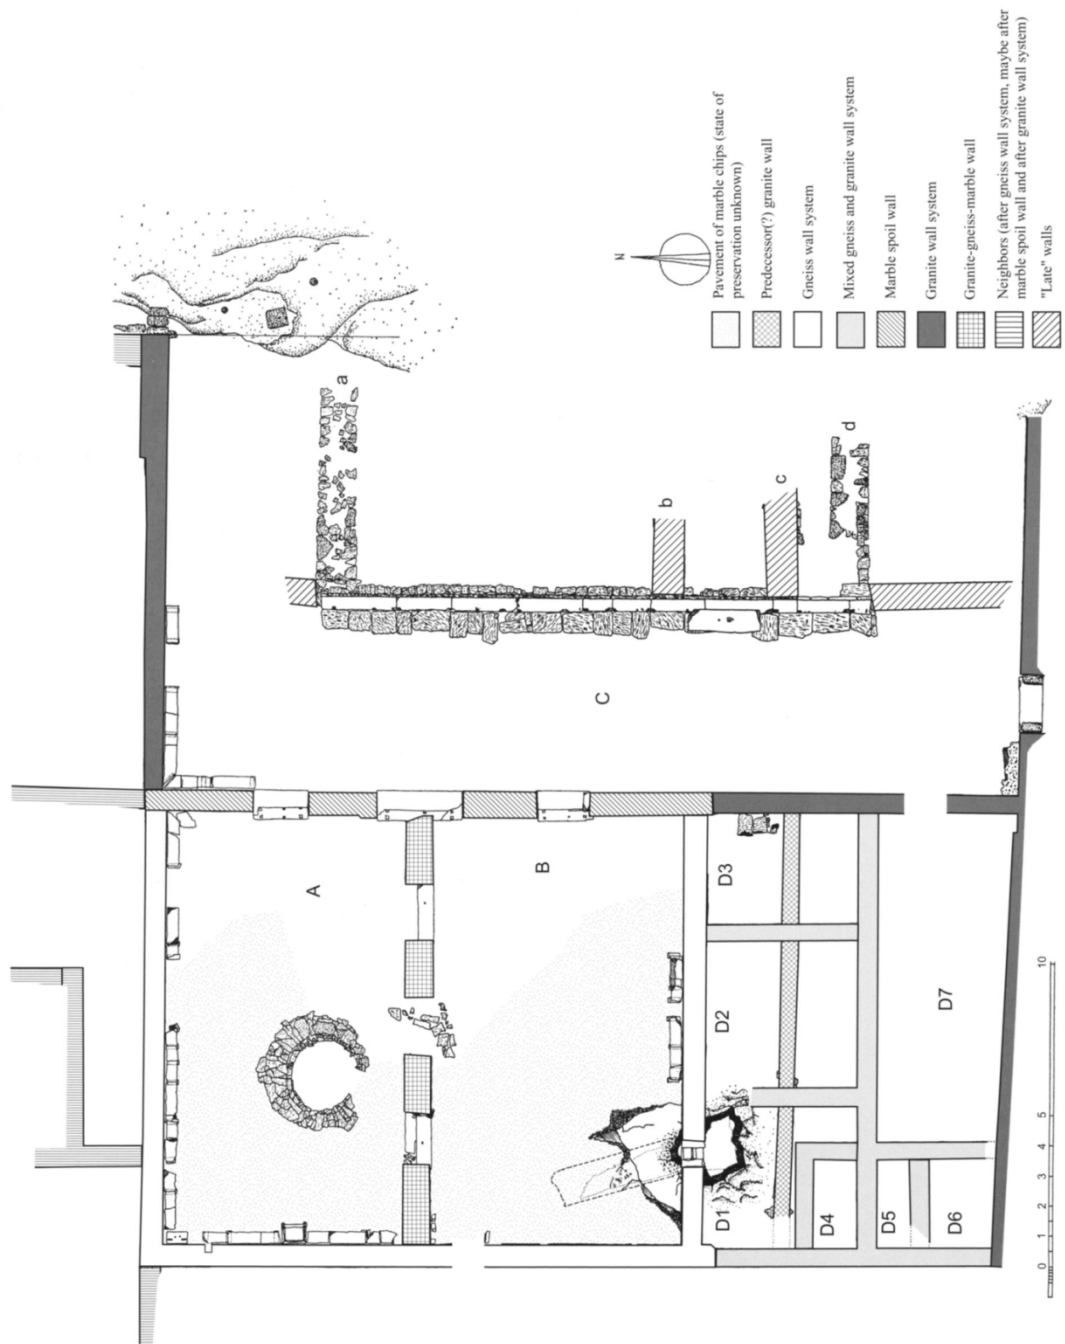 N
Pavement of marble chips (state of
preservation unknown)
Predecessor(?) granite wall
Gneiss wall system
Mixed gneiss and granite wall system
Marble spoil wall
Granite wall system
Granite-gneiss-marble wall
Neighbors (after gneiss wall system, maybe after
marble spoil wall and after granite wall system)
"Late" walls
a
b
c
d
C
A
B
D3
D2
D1
D4
D5
D6
D7
0 1 2 3 4 5 10